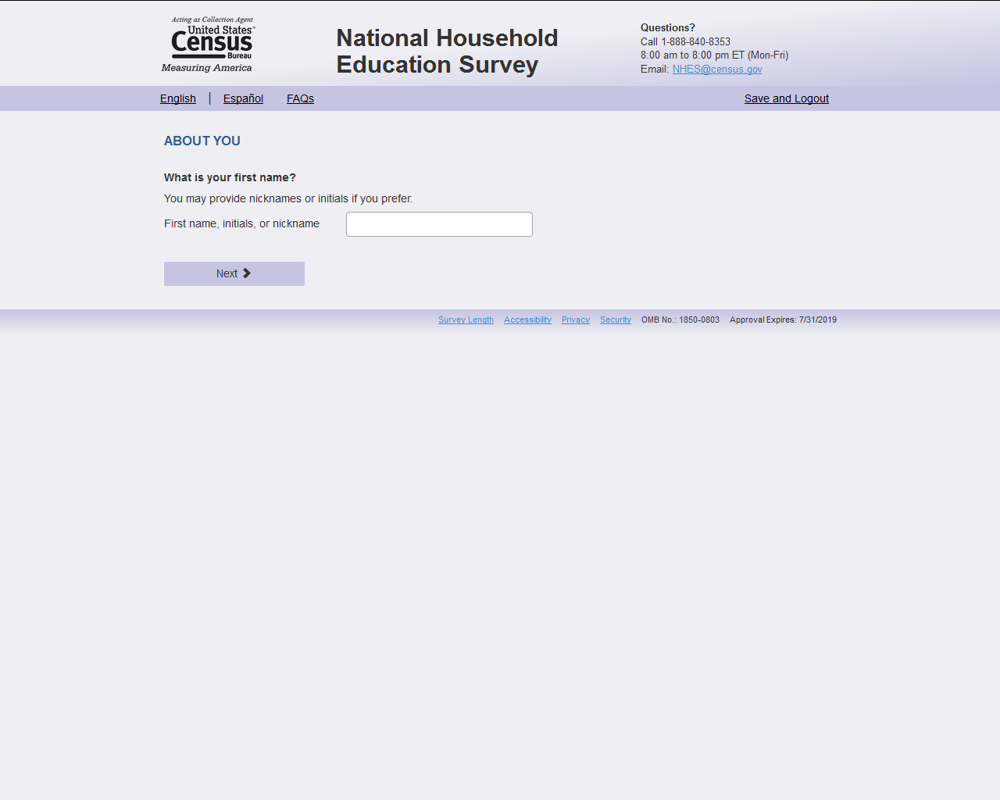 Acting as Collection Agent
United States™
Census
Bureau
Measuring America
National Household
Education Survey
Questions?
Call 1-888-840-8353
8:00 am to 8:00 pm ET (Mon-Fri)
Email: NHES@census.gov
English | Español FAQs Save and Logout
ABOUT YOU
What is your first name?
You may provide nicknames or initials if you prefer.
First name, initials, or nickname
Next
Survey Length Accessibility Privacy Security OMB No.: 1850-0803 Approval Expires: 7/31/2019